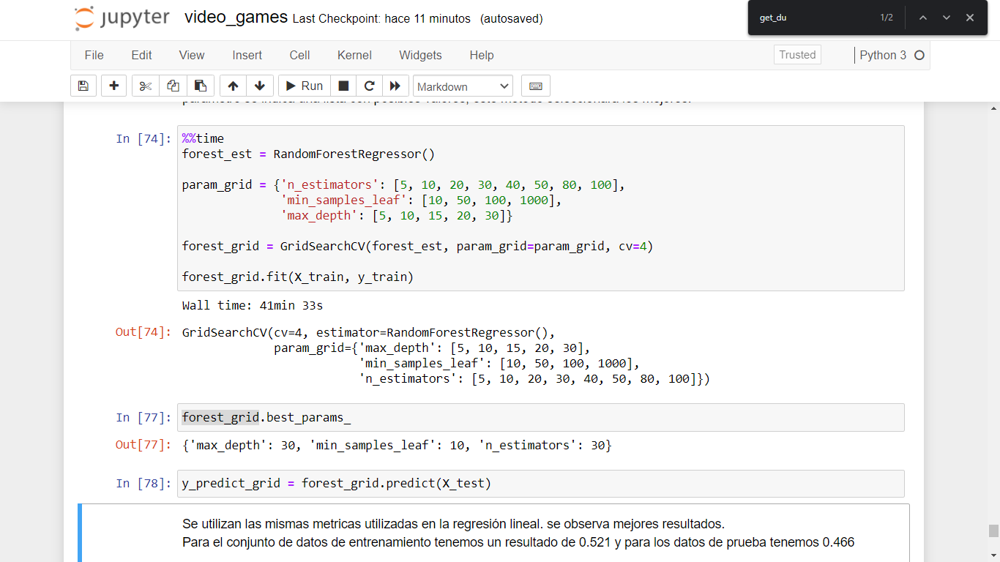 jupyter video_games Last Checkpoint: hace 11 minutos (autosaved)
get_du 1/2
File Edit View Insert Cell Kernel Widgets Help Trusted Python 3
Run Markdown
In [74]: %%time
forest_est = RandomForestRegressor()
param_grid = {'n_estimators': [5, 10, 20, 30, 40, 50, 80, 100],
'min_samples_leaf': [10, 50, 100, 1000],
'max_depth': [5, 10, 15, 20, 30]}
forest_grid = GridSearchCV(forest_est, param_grid=param_grid, cv=4)
forest_grid.fit(X_train, y_train)
Wall time: 41min 33s
Out[74]: GridSearchCV(cv=4, estimator=RandomForestRegressor(),
param_grid={'max_depth': [5, 10, 15, 20, 30],
'min_samples_leaf': [10, 50, 100, 1000],
'n_estimators': [5, 10, 20, 30, 40, 50, 80, 100]})
In [77]: forest_grid.best_params_
Out[77]: {'max_depth': 30, 'min_samples_leaf': 10, 'n_estimators': 30}
In [78]: y_predict_grid = forest_grid.predict(X_test)
Se utilizan las mismas metricas utilizadas en la regresión lineal. se observa mejores resultados.
Para el conjunto de datos de entrenamiento tenemos un resultado de 0.521 y para los datos de prueba tenemos 0.466